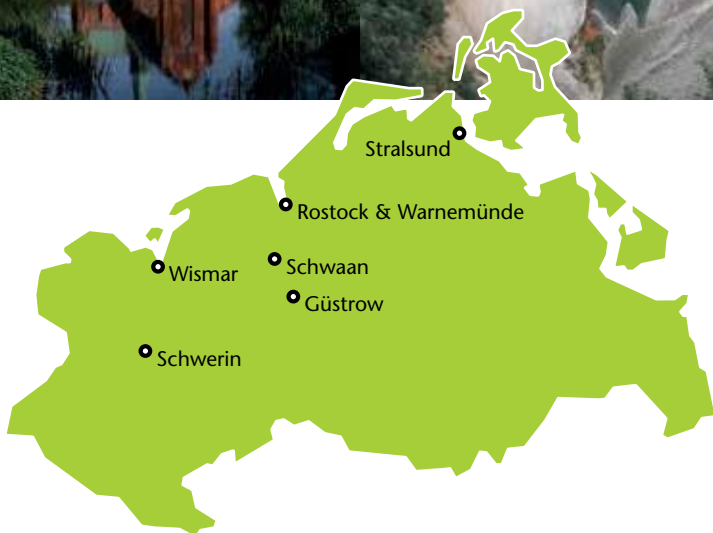 Stralsund
Rostock & Warnemünde
Schwaan
Wismar
Güstrow
Schwerin